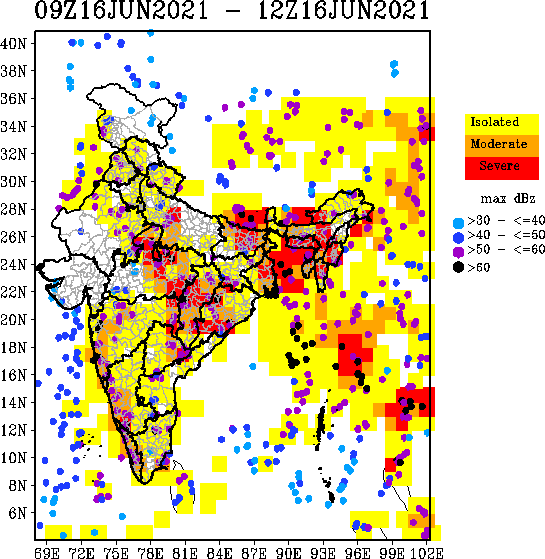 09Z16JUN2021 – 12Z16JUN2021
40N
38N
36N
34N
32N
30N
28N
26N
24N
22N
20N
18N
16N
14N
12N
10N
8N
6N
69E 72E 75E 78E 81E 84E 87E 90E 93E 96E 99E 102E
Isolated
Moderate
Severe
max dBz
>30 – <=40
>40 – <=50
>50 – <=60
>60